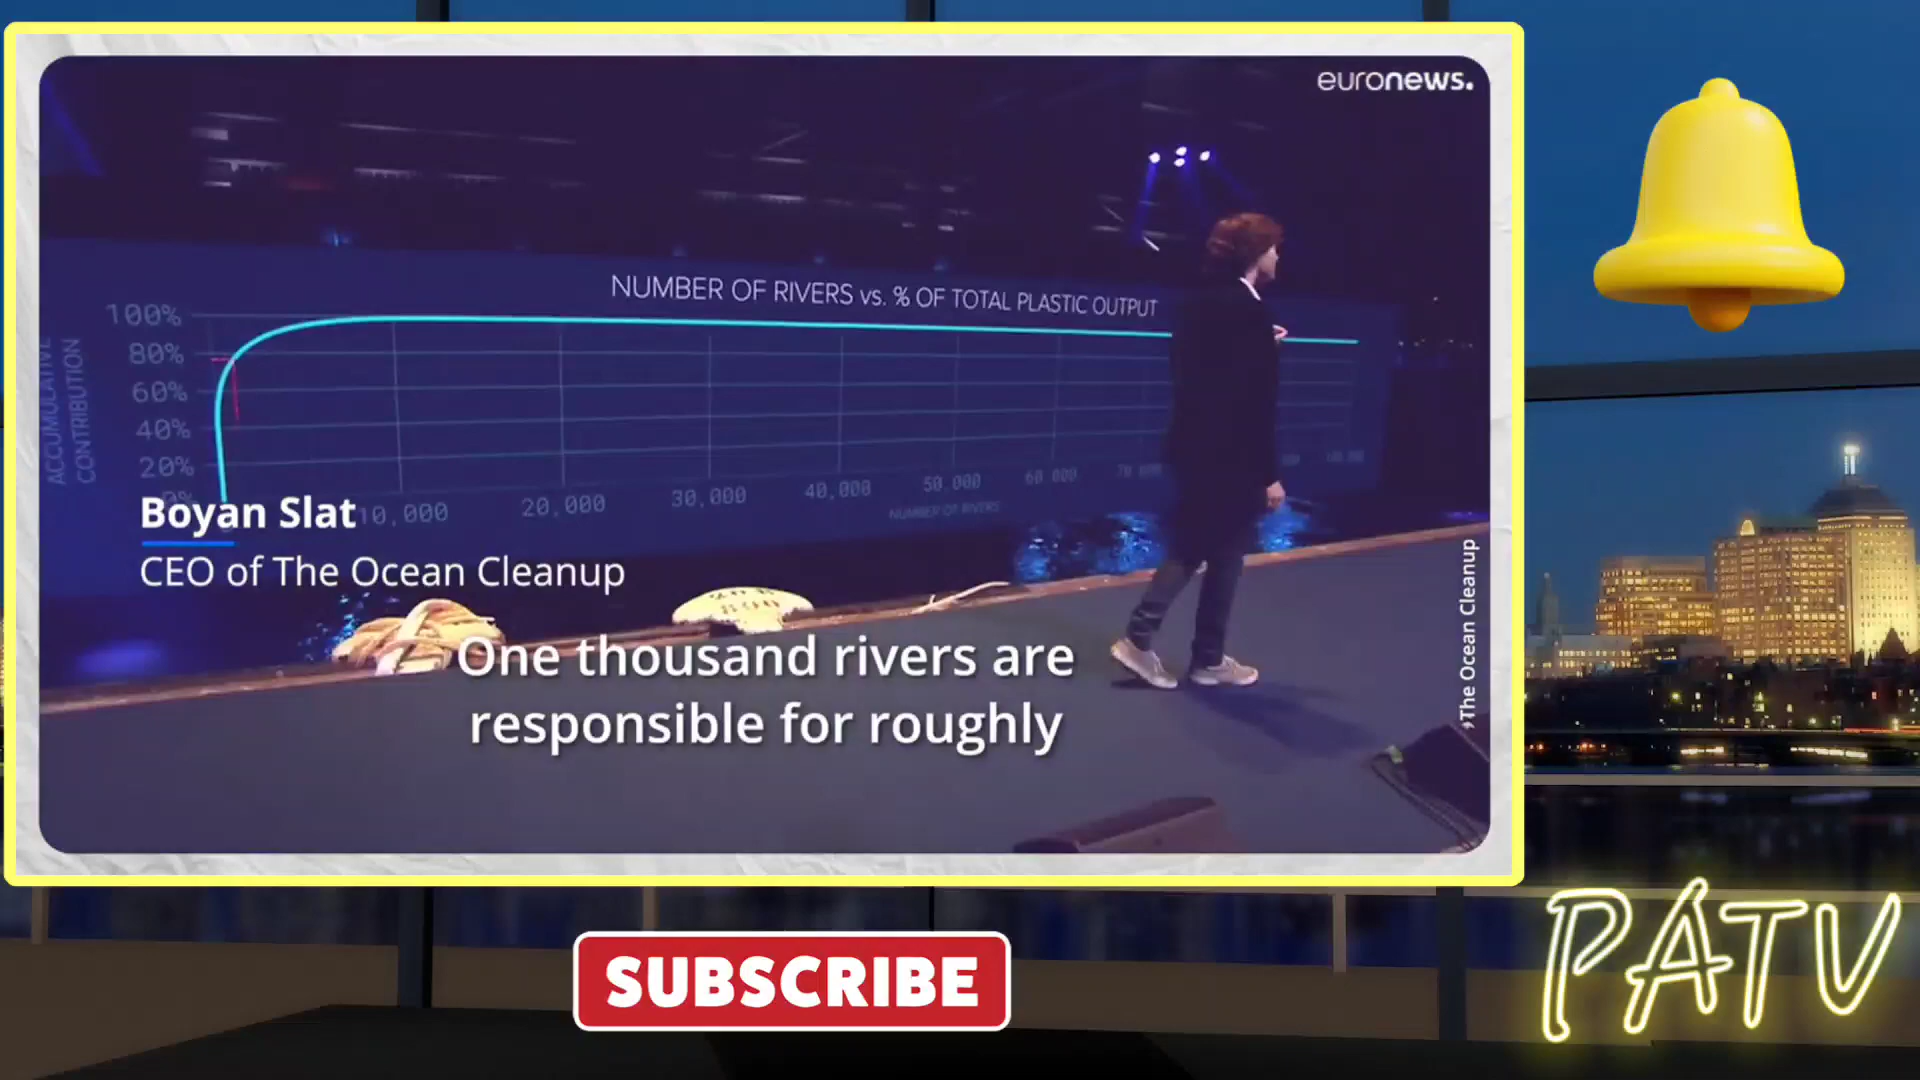 euronews.
NUMBER OF RIVERS vs. % OF TOTAL PLASTIC OUTPUT
100%
80%
60%
40%
20%
0%
ACCUMULATIVE
CONTRIBUTION
10,000
20,000
30,000
40,000
50,000
60 000
NUMBER OF RIVERS
Boyan Slat
CEO of The Ocean Cleanup
One thousand rivers are
responsible for roughly
The Ocean Cleanup
SUBSCRIBE
PATV